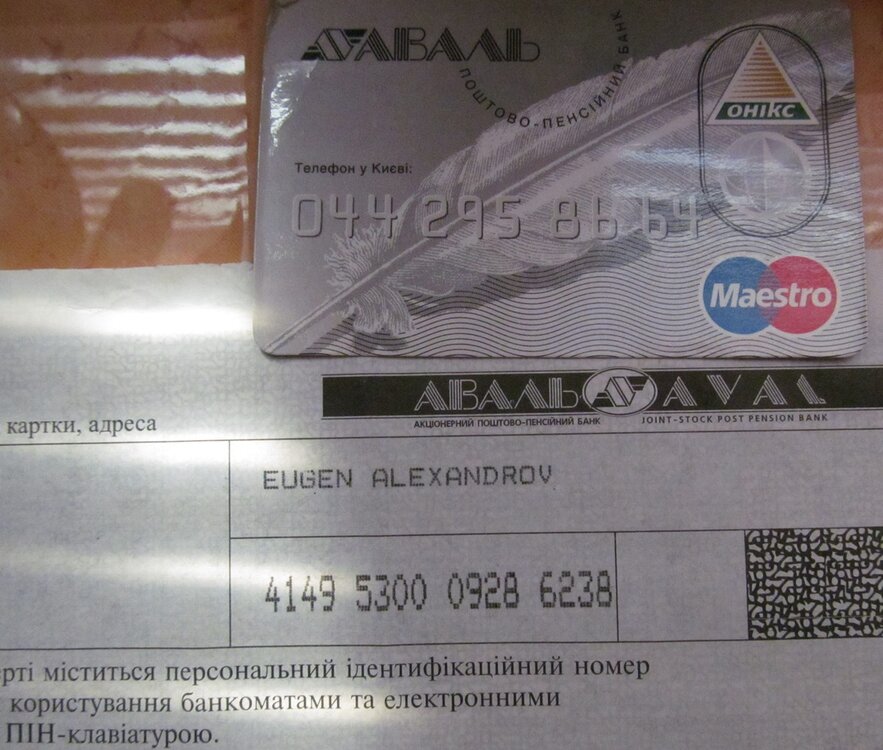 АВАЛЬ
ПОШТОВО-ПЕНСІЙНИЙ БАНК
ОНІКС
Телефон у Києві:
044 295 86 64
Maestro
АВАЛЬ AVAL
АКЦІОНЕРНИЙ ПОШТОВО-ПЕНСІЙНИЙ БАНК JOINT-STOCK POST PENSION BANK
картки, адреса
EUGEN ALEXANDROV
4149 5300 0928 6238
ерті міститься персональний ідентифікаційний номер
користування банкоматами та електронними
ПІН-клавіатурою.